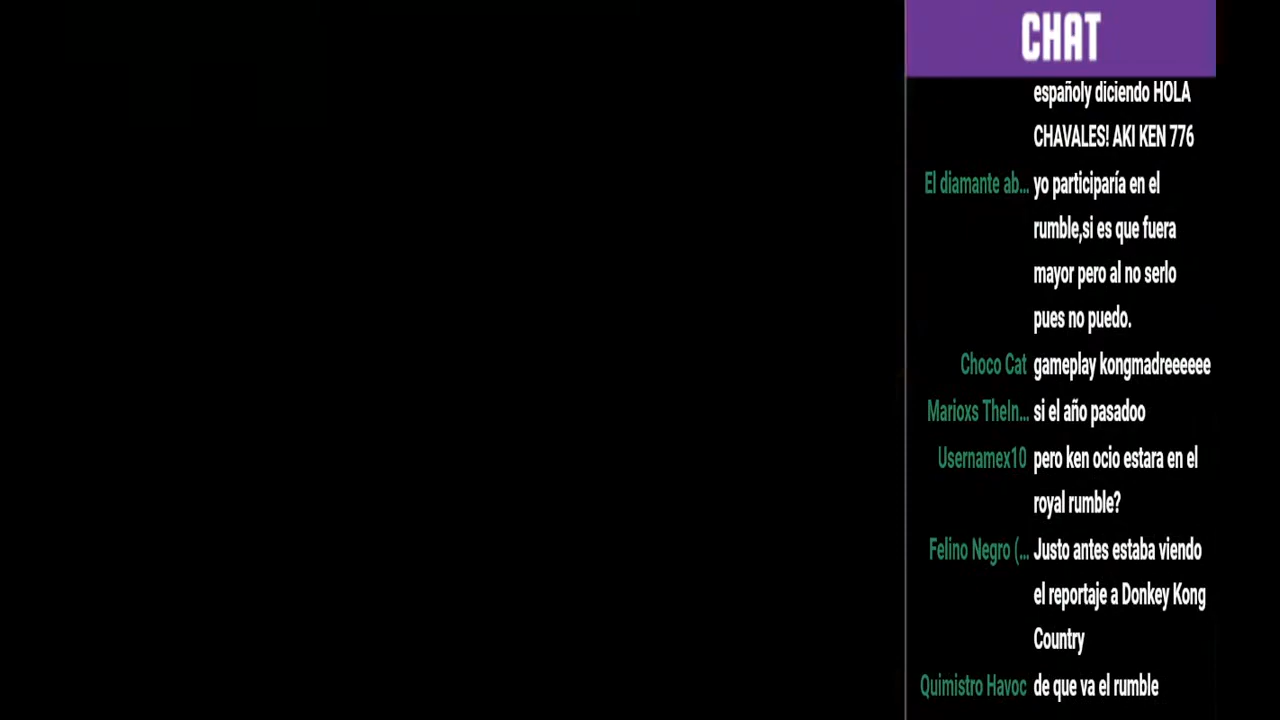 CHAT
españoly diciendo HOLA
CHAVALES! AKI KEN 776
El diamante ab... yo participaría en el
rumble,si es que fuera
mayor pero al no serlo
pues no puedo.
Choco Cat gameplay kongmadreeeeee
Marioxs TheIn... si el año pasadoo
Usernamex10 pero ken ocio estara en el
royal rumble?
Felino Negro (... Justo antes estaba viendo
el reportaje a Donkey Kong
Country
Quimistro Havoc de que va el rumble